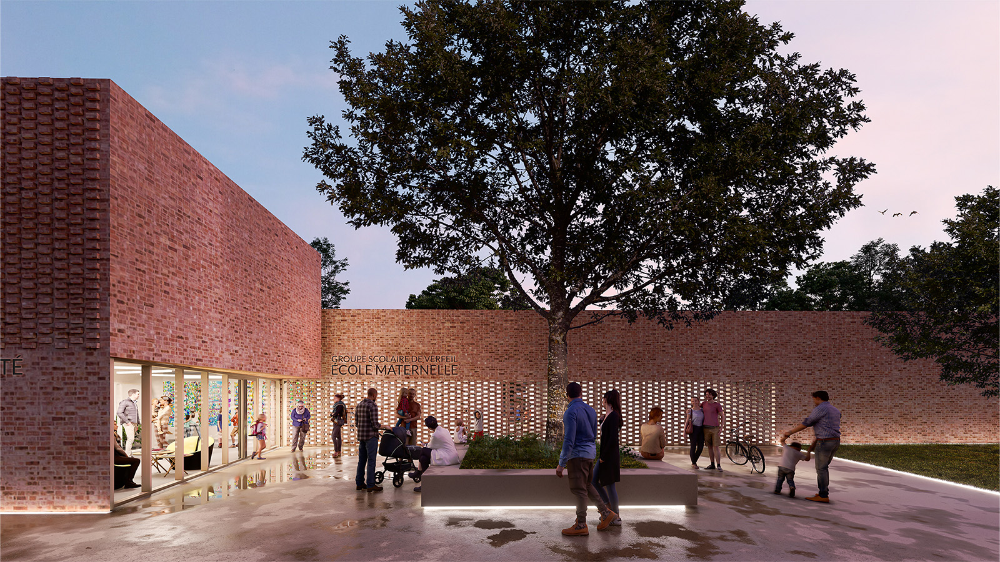 TÉ
GROUPE SCOLAIRE DE VERFEIL
ÉCOLE MATERNELLE